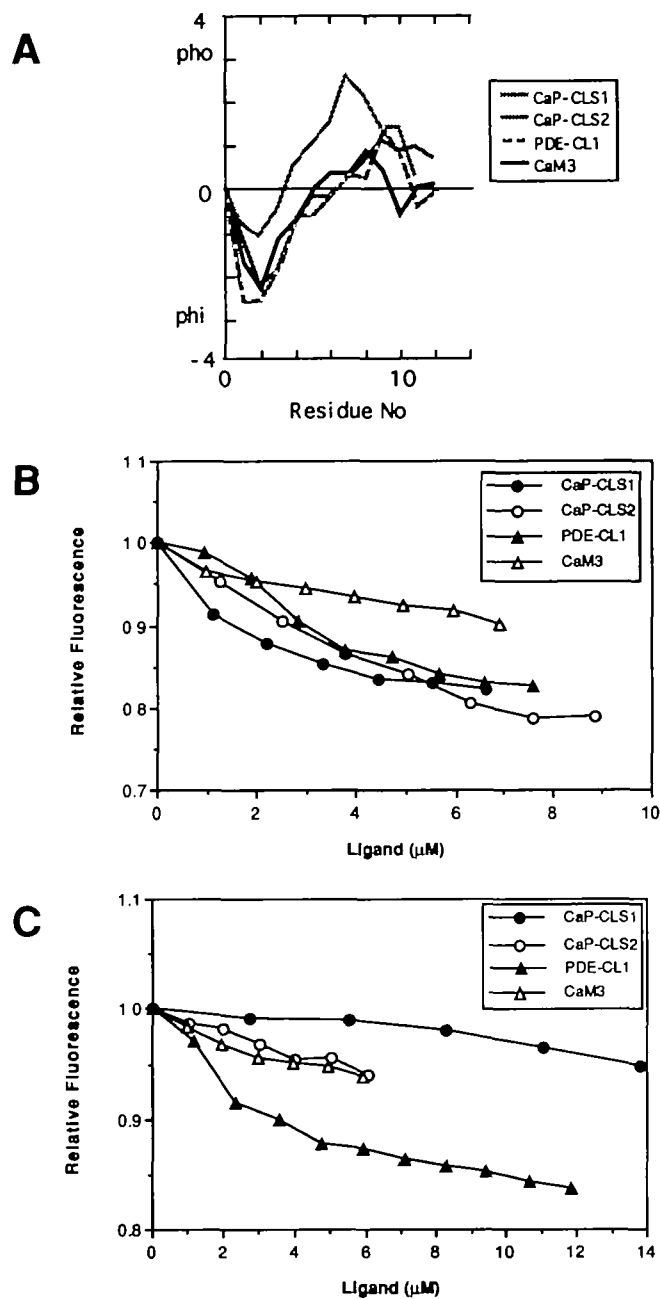 A
4
pho
0
phi
-4
0
10
Residue No
CaP-CLS1
CaP-CLS2
PDE-CL1
CaM3
B
1.1
1.0
0.9
0.8
0.7
Relative Fluorescence
0
2
4
6
8
10
Ligand (μM)
CaP-CLS1
CaP-CLS2
PDE-CL1
CaM3
C
1.1
1.0
0.9
0.8
Relative Fluorescence
0
2
4
6
8
10
12
14
Ligand (μM)
CaP-CLS1
CaP-CLS2
PDE-CL1
CaM3